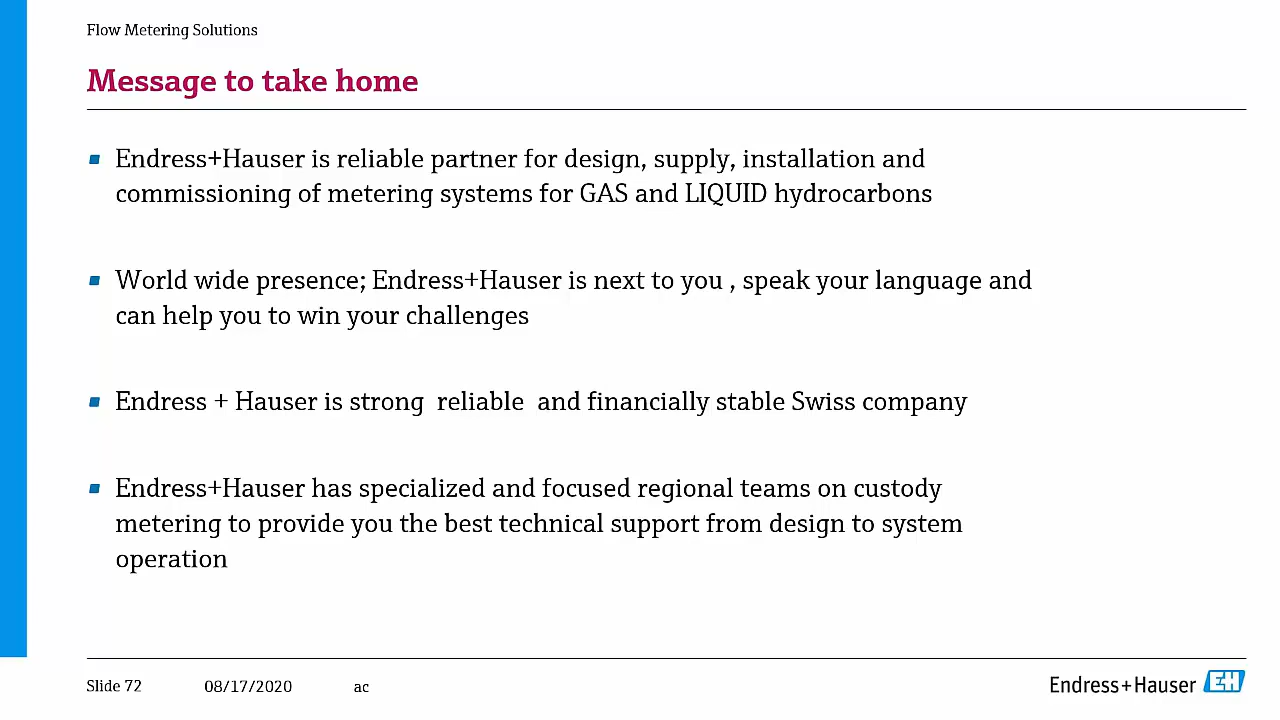 Flow Metering Solutions
Message to take home
Endress+Hauser is reliable partner for design, supply, installation and
commissioning of metering systems for GAS and LIQUID hydrocarbons
World wide presence; Endress+Hauser is next to you , speak your language and
can help you to win your challenges
Endress + Hauser is strong  reliable  and financially stable Swiss company
Endress+Hauser has specialized and focused regional teams on custody
metering to provide you the best technical support from design to system
operation
Slide 72 08/17/2020 ac
Endress+Hauser EH